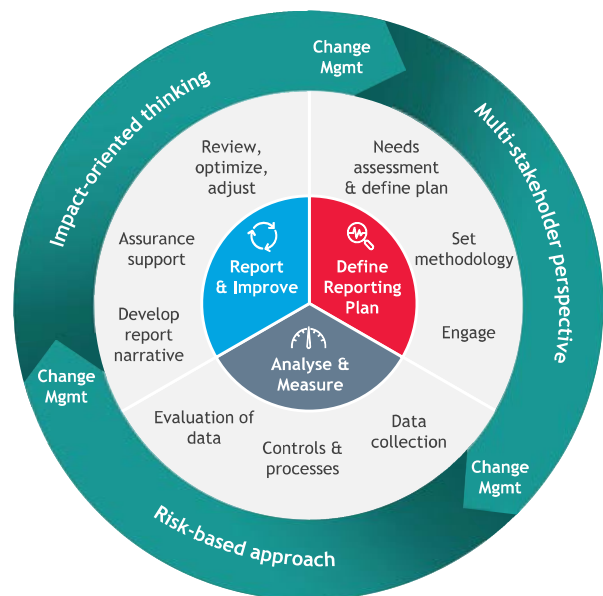 Change
Mgmt
Impact-oriented thinking
Multi-stakeholder perspective
Review,
optimize,
adjust
Needs
assessment
& define plan
Assurance
support
Set
methodology
Report
& Improve
Define
Reporting
Plan
Develop
report
narrative
Engage
Analyse &
Measure
Change
Mgmt
Evaluation of
data
Controls &
processes
Data
collection
Change
Mgmt
Risk-based approach